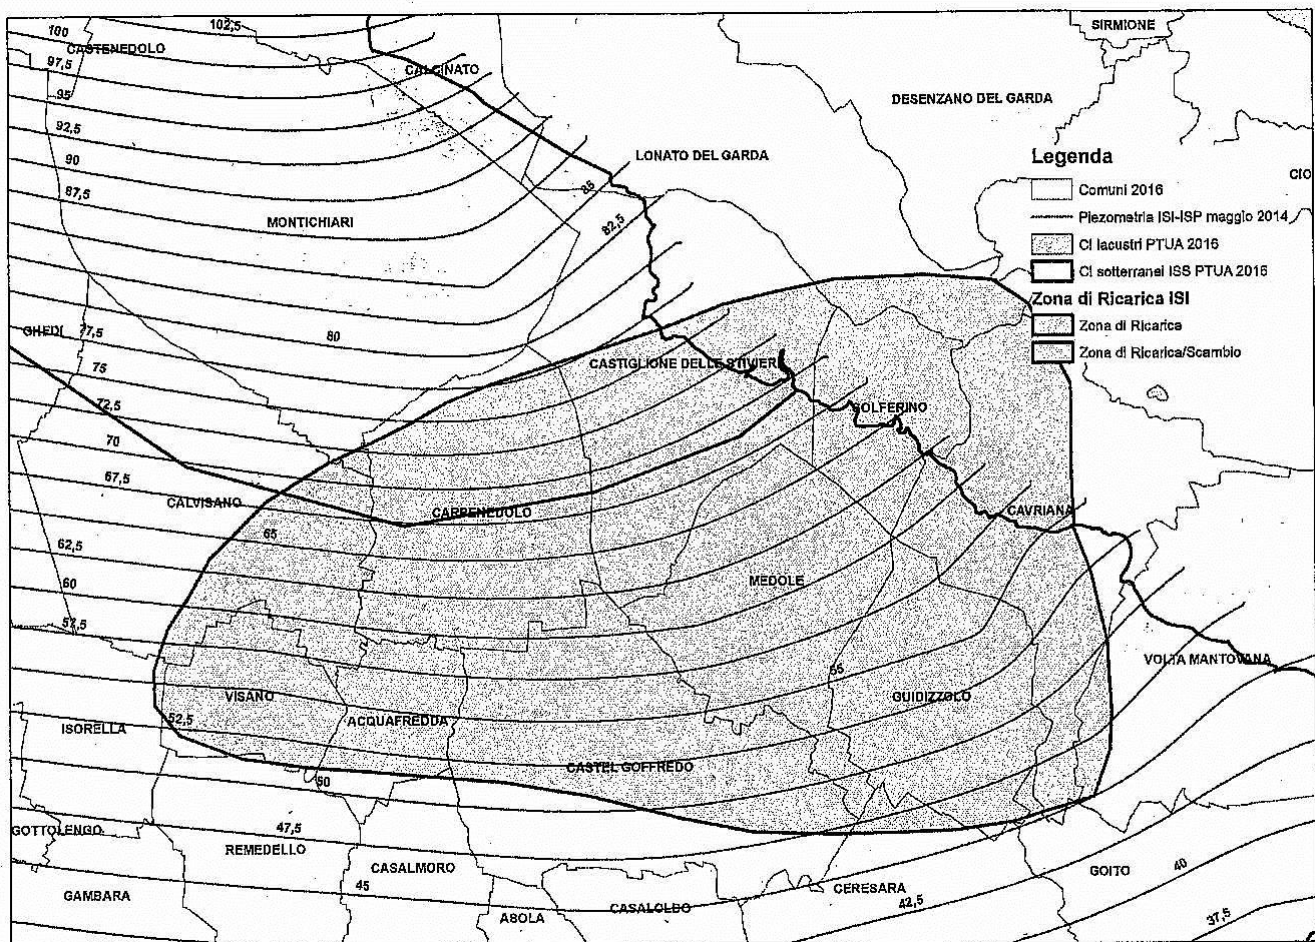 102,5
SIRMIONE
100
CASTENEDOLO
97,5
CALCINATO
95
DESENZANO DEL GARDA
92,5
LONATO DEL GARDA
90
Legenda
CIO
87,5
85
Comuni 2016
MONTICHIARI
82,5
Piezometria ISI-ISP maggio 2014
CI lacustri PTUA 2016
CI sotterranei ISS PTUA 2016
Zona di Ricarica ISI
Zona di Ricarica
Zona di Ricarica/Scambio
GHEDI
77,5
80
75
CASTIGLIONE DELLE STIVIER
72,5
SOLFERINO
70
67,5
CALVISANO
CARPENEDOLO
CAVRIANA
65
62,5
60
MEDOLE
57,5
55
VOLTA MANTOVANA
VISANO
GUIDIZZOLO
ISORELLA
52,5
ACQUAFREDDA
CASTEL GOFFREDO
50
GOTTOLENGO
47,5
REMEDELLO
CASALMORO
GOITO
40
GAMBARA
45
CERESARA
42,5
ASOLA
CASALOLDO
37,5